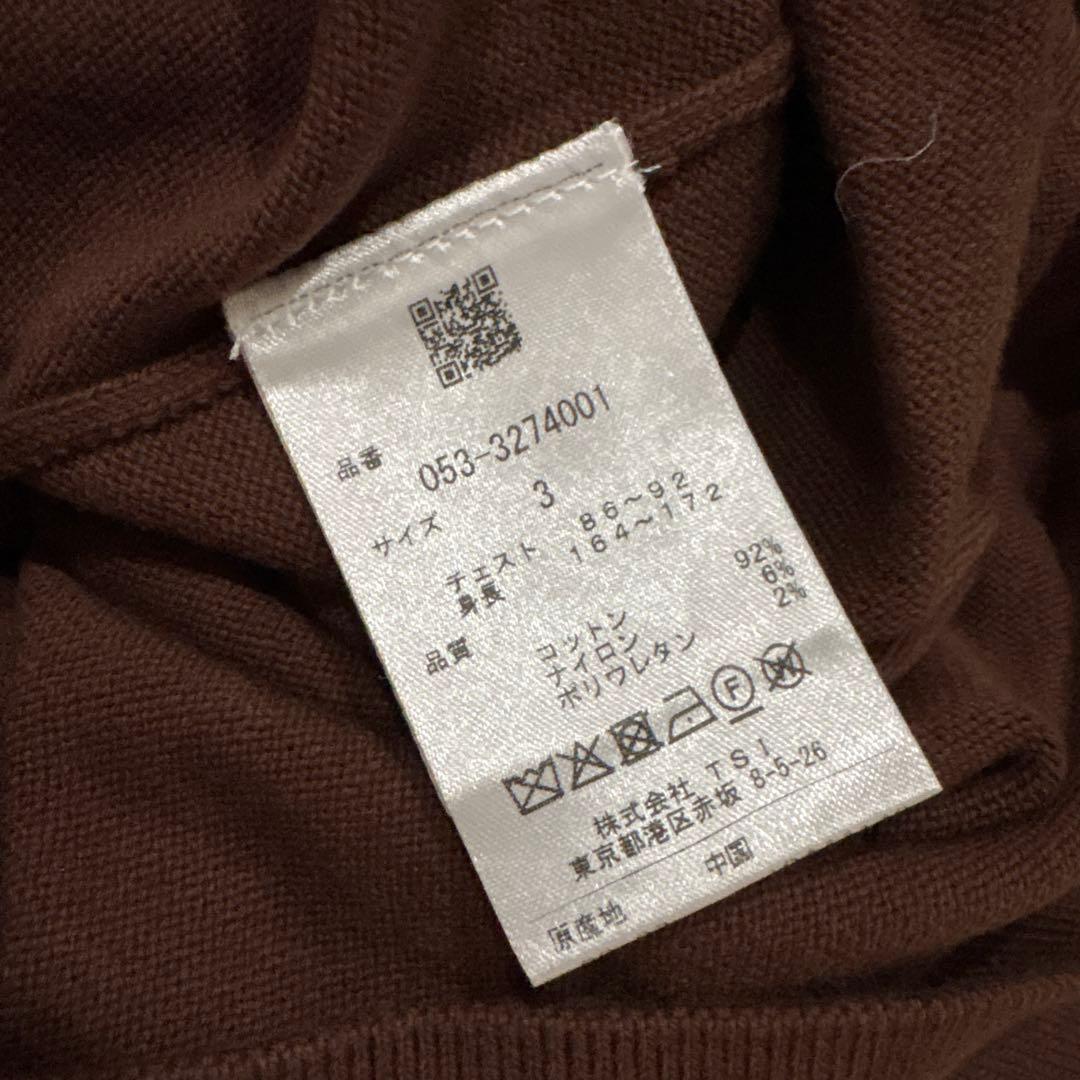 品番 053-3274001
サイズ 3
チェスト 86～92
身長 164～172
品質 コットン 92%
ナイロン 6%
ポリウレタン 2%
F W
株式会社 TSI
東京都港区赤坂 8-5-26
原産地 中国